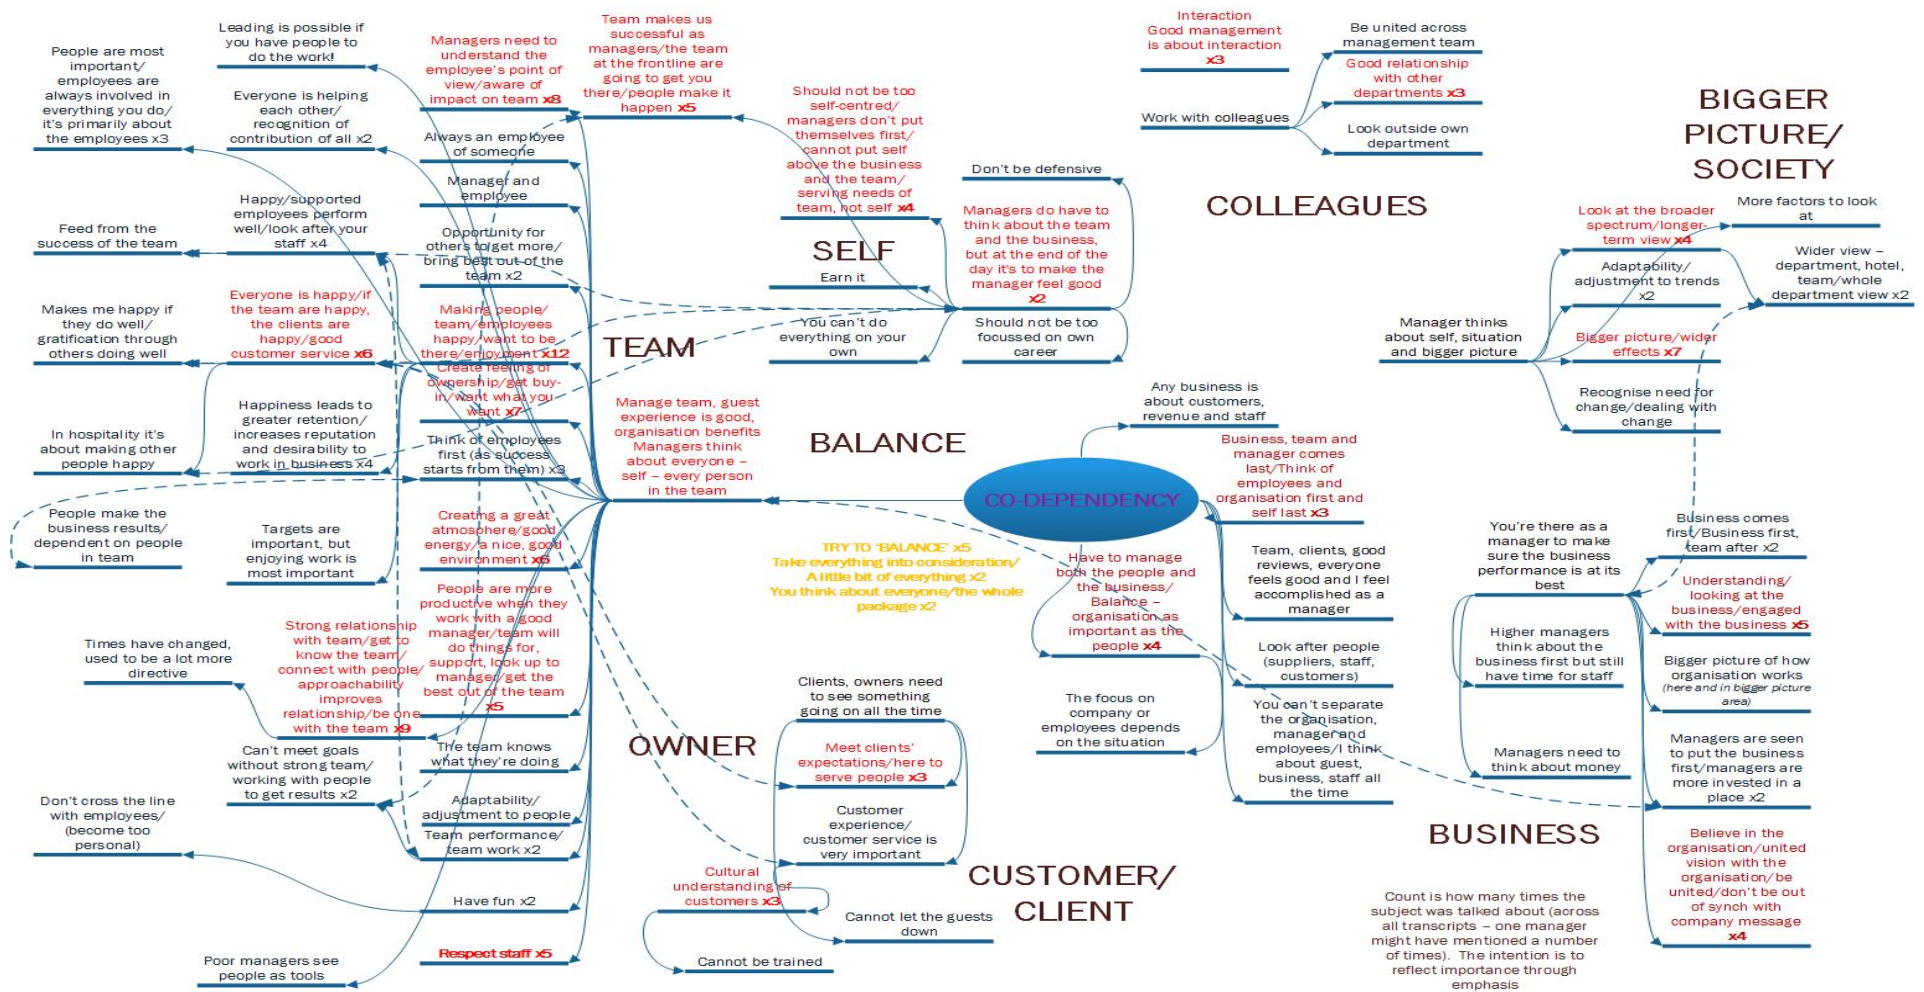 People are most
important/
employees are
always involved in
everything you do/
it's primarily about
the employees x3
Leading is possible if
you have people to
do the work!
Everyone is helping
each other/
recognition of
contribution of all x2
Feed from the
success of the team
Happy/supported
employees perform
well/look after your
staff x4
Makes me happy if
they do well/
gratification through
others doing well
Everyone is happy/if
the team are happy,
the clients are
happy/good
customer service x6
In hospitality it's
about making other
people happy
Happiness leads to
greater retention/
increases reputation
and desirability to
work in business x4
People make the
business results/
dependent on people
in team
Targets are
important, but
enjoying work is
most important
Times have changed,
used to be a lot more
directive
Strong relationship
with team/get to
know the team/
connect with people/
approachability
improves
relationship/be one
with the team x9
Can't meet goals
without strong team/
working with people
to get results x2
Don't cross the line
with employees/
(become too
personal)
Poor managers see
people as tools
Managers need to
understand the
employee's point of
view/aware of
impact on team x8
Always an employee
of someone
Manager and
employee
Opportunity for
others to get more/
bring best out of the
team x2
Making people/
team/employees
happy/want to be
there/enjoyment x12
Create feeling of
ownership/get buy-
in/want what you
want x7
Think of employees
first (as success
starts from them) x3
Creating a great
atmosphere/good
energy/a nice, good
environment x6
People are more
productive when they
work with a good
manager/team will
do things for,
support, look up to
manager/get the
best out of the team
x5
The team knows
what they're doing
Adaptability/
adjustment to people
Team performance/
team work x2
Have fun x2
Respect staff x5
Team makes us
successful as
managers/the team
at the frontline are
going to get you
there/people make it
happen x5
TEAM
Manage team, guest
experience is good,
organisation benefits
Managers think
about everyone –
self – every person
in the team
OWNER
Should not be too
self-centred/
managers don't put
themselves first/
cannot put self
above the business
and the team/
serving needs of
team, not self x4
SELF
Earn it
You can't do
everything on your
own
Don't be defensive
Managers do have to
think about the team
and the business,
but at the end of the
day it's to make the
manager feel good
x2
Should not be too
focussed on own
career
BALANCE
CO-DEPENDENCY
TRY TO 'BALANCE' x5
Take everything into consideration/
A little bit of everything x2
You think about everyone/the whole
package x2
Any business is
about customers,
revenue and staff
Business, team and
manager comes
last/Think of
employees and
organisation first and
self last x3
Have to manage
both the people and
the business/
Balance –
organisation as
important as the
people x4
Team, clients, good
reviews, everyone
feels good and I feel
accomplished as a
manager
Look after people
(suppliers, staff,
customers)
The focus on
company or
employees depends
on the situation
You can't separate
the organisation,
manager and
employees/I think
about guest,
business, staff all
the time
Clients, owners need
to see something
going on all the time
Meet clients'
expectations/here to
serve people x3
Customer
experience/
customer service is
very important
Cultural
understanding of
customers x3
Cannot let the guests
down
Cannot be trained
CUSTOMER/
CLIENT
Interaction
Good management
is about interaction
x3
Work with colleagues
Be united across
management team
Good relationship
with other
departments x3
Look outside own
department
COLLEAGUES
BIGGER
PICTURE/
SOCIETY
Manager thinks
about self, situation
and bigger picture
Look at the broader
spectrum/longer-
term view x4
More factors to look
at
Adaptability/
adjustment to trends
x2
Wider view –
department, hotel,
team/whole
department view x2
Bigger picture/wider
effects x7
Recognise need for
change/dealing with
change
You're there as a
manager to make
sure the business
performance is at its
best
Business comes
first/Business first,
team after x2
Understanding/
looking at the
business/engaged
with the business x5
Higher managers
think about the
business first but still
have time for staff
Bigger picture of how
organisation works
(here and in bigger picture
area)
Managers need to
think about money
Managers are seen
to put the business
first/managers are
more invested in a
place x2
BUSINESS
Believe in the
organisation/united
vision with the
organisation/be
united/don't be out
of synch with
company message
x4
Count is how many times the
subject was talked about (across
all transcripts – one manager
might have mentioned a number
of times). The intention is to
reflect importance through
emphasis